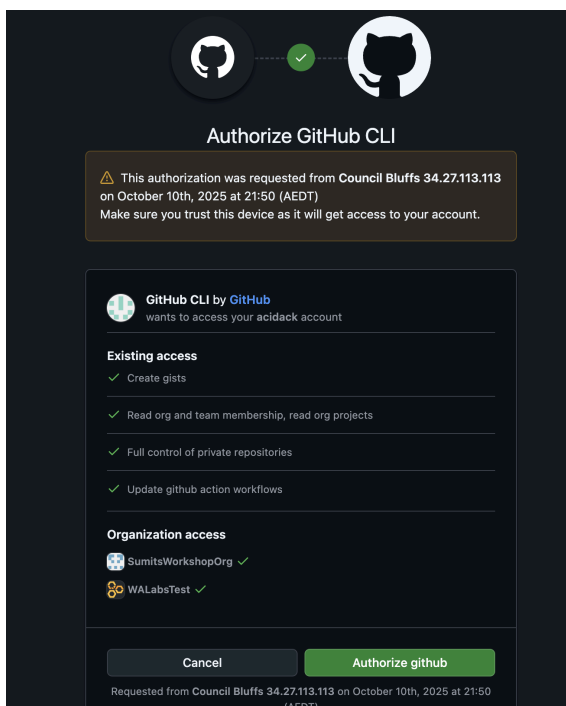 Authorize GitHub CLI
This authorization was requested from Council Bluffs 34.27.113.113
on October 10th, 2025 at 21:50 (AEDT)
Make sure you trust this device as it will get access to your account.
GitHub CLI by GitHub
wants to access your acidack account
Existing access
Create gists
Read org and team membership, read org projects
Full control of private repositories
Update github action workflows
Organization access
SumitsWorkshopOrg
WALabsTest
Cancel
Authorize github
Requested from Council Bluffs 34.27.113.113 on October 10th, 2025 at 21:50
(AEDT)